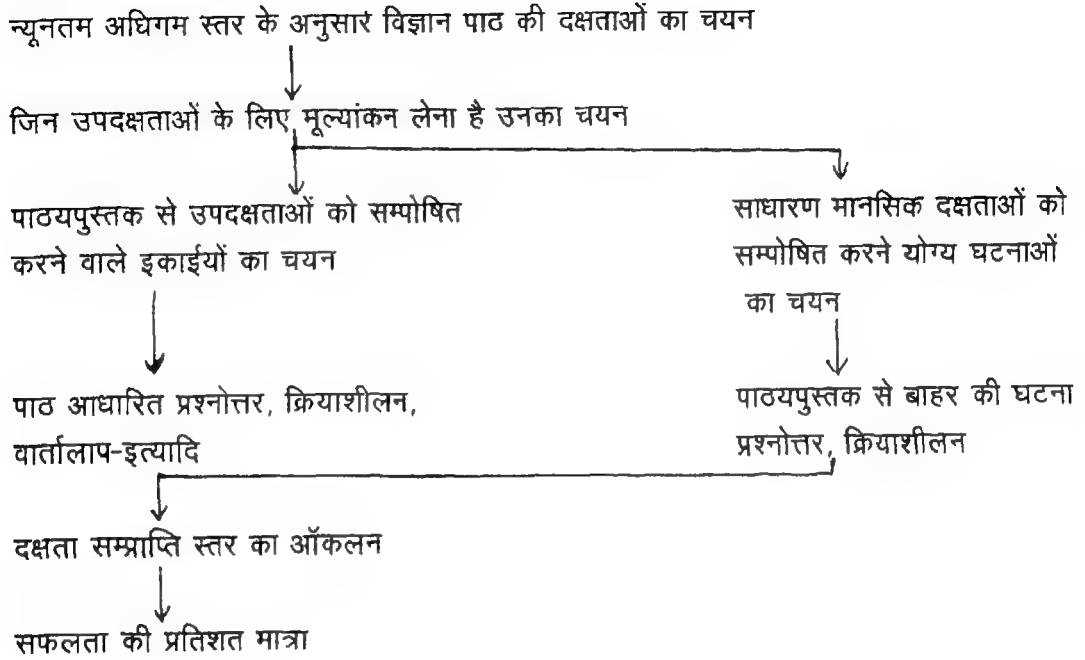 न्यूनतम अधिगम स्तर के अनुसार विज्ञान पाठ की दक्षताओं का चयन
जिन उपदक्षताओं के लिए मूल्यांकन लेना है उनका चयन
पाठयपुस्तक से उपदक्षताओं को सम्पोषित
करने वाले इकाईयों का चयन
साधारण मानसिक दक्षताओं को
सम्पोषित करने योग्य घटनाओं
का चयन
पाठ आधारित प्रश्नोत्तर, क्रियाशीलन,
वार्तालाप-इत्यादि
पाठयपुस्तक से बाहर की घटना
प्रश्नोत्तर, क्रियाशीलन
दक्षता सम्प्राप्ति स्तर का ऑकलन
सफलता की प्रतिशत मात्रा